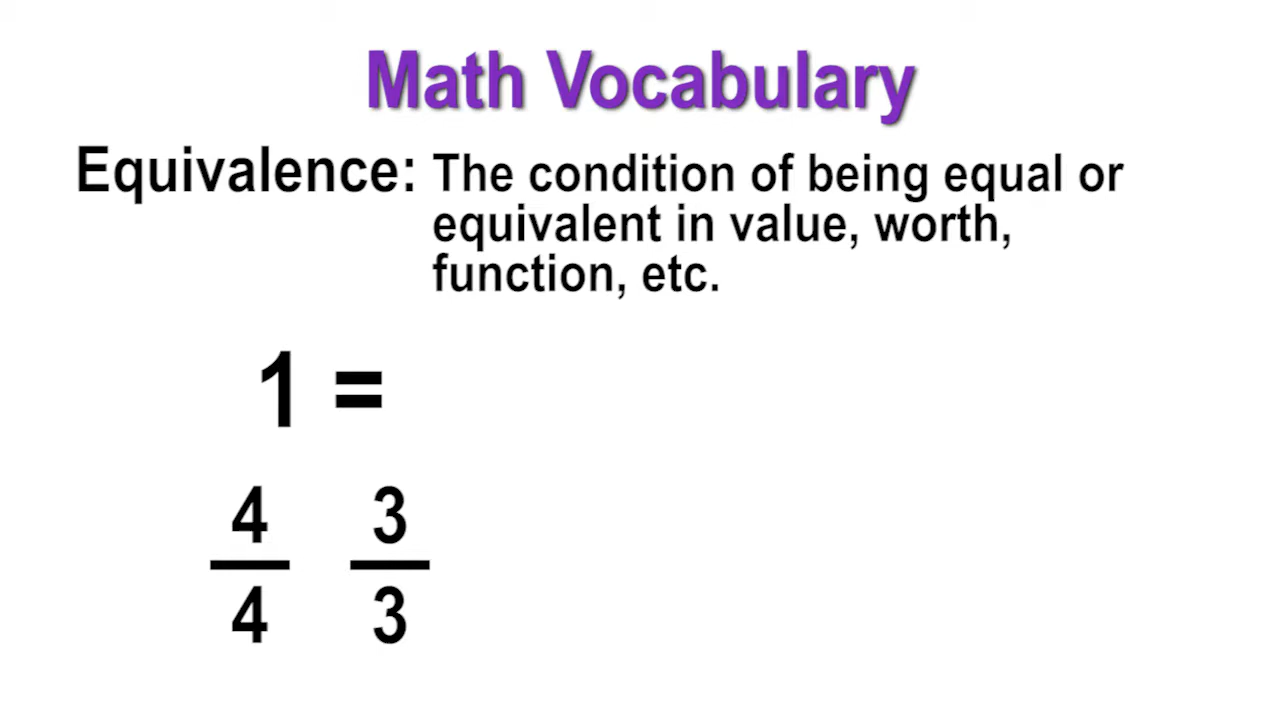 Math Vocabulary
Equivalence: The condition of being equal or
equivalent in value, worth,
function, etc.
1 =
4 3
4 3